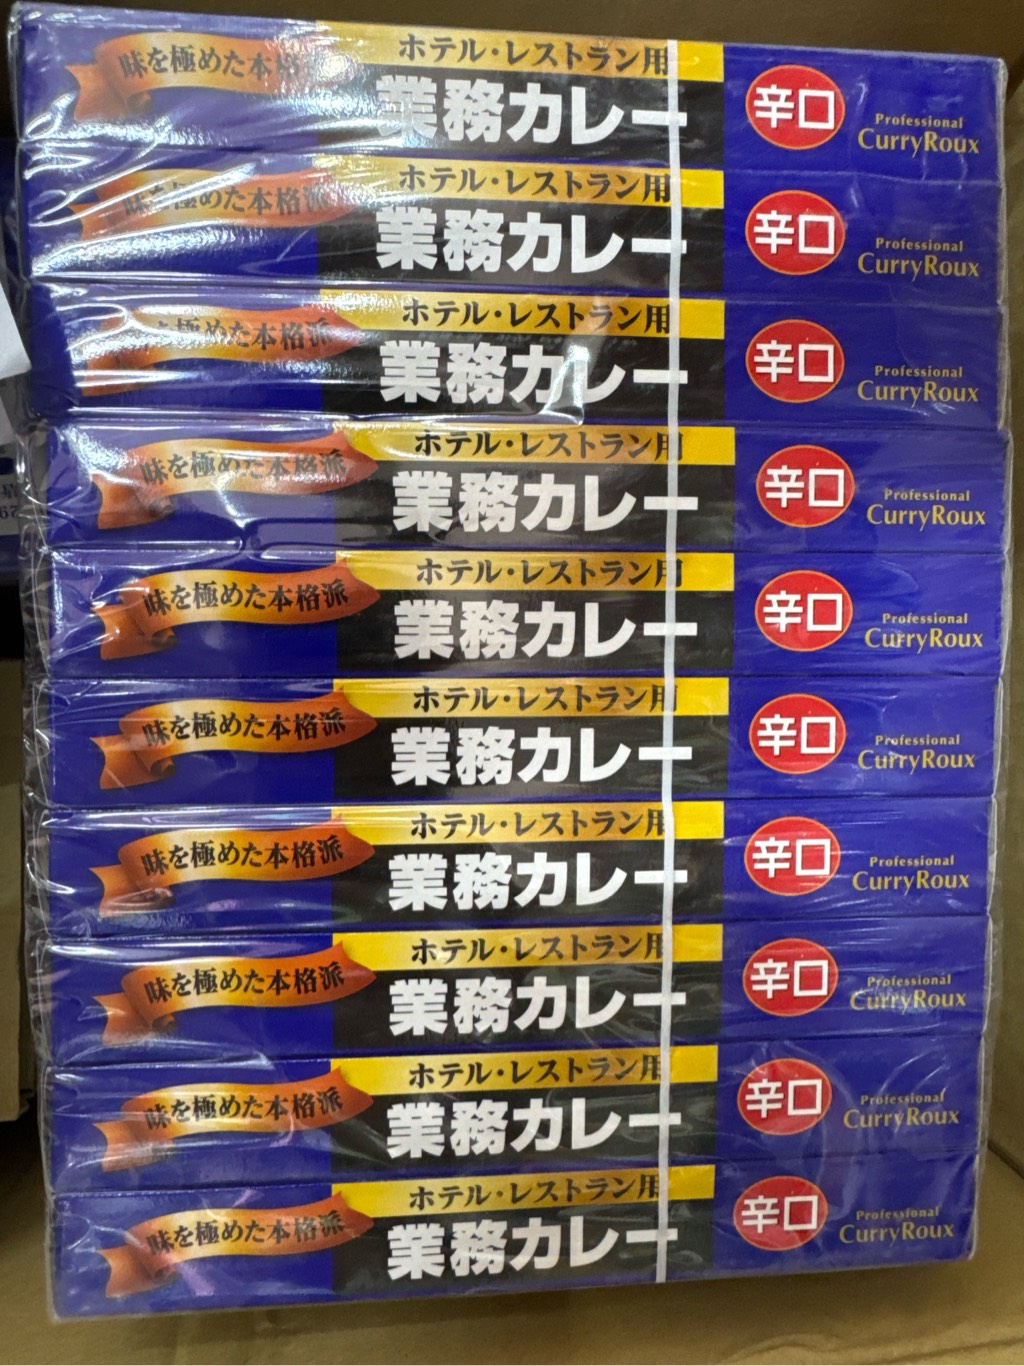 味を極めた本格
ホテル・レストラン用
業務カレー
辛口
Professional
CurryRoux
味を極めた本格派
ホテル・レストラン用
業務カレー
辛口
Professional
CurryRoux
を極めた本格派
ホテル・レストラン用
業務カレー
辛口
Professional
CurryRoux
味を極めた本格派
ホテル・レストラン用
業務カレー
辛口
Professional
CurryRoux
味を極めた本格派
ホテル・レストラン用
業務カレー
辛口
Professional
CurryRoux
味を極めた本格派
ホテル・レストラン用
業務カレー
辛口
Professional
CurryRoux
味を極めた本格派
ホテル・レストラン用
業務カレー
辛口
Professional
CurryRoux
味を極めた本格派
ホテル・レストラン用
業務カレー
辛口
Professional
CurryRoux
味を極めた本格派
ホテル・レストラン用
業務カレー
辛口
Professional
CurryRoux
味を極めた本格派
ホテル・レストラン用
業務カレー
辛口
Professional
CurryRoux